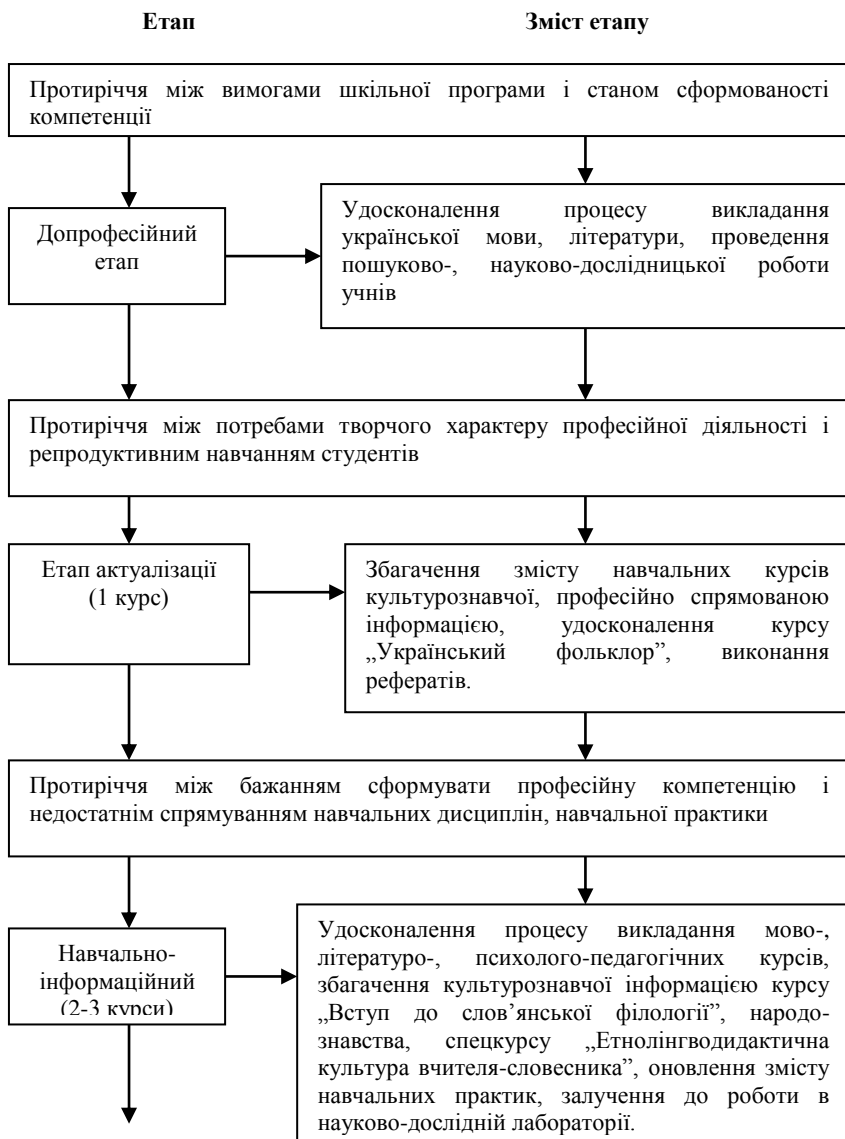 Етап
Зміст етапу
Протиріччя між вимогами шкільної програми і станом сформованості
компетенції
Допрофесійний
етап
Удосконалення процесу викладання
української мови, літератури, проведення
пошуково-, науково-дослідницької роботи
учнів
Протиріччя між потребами творчого характеру професійної діяльності і
репродуктивним навчанням студентів
Етап актуалізації
(1 курс)
Збагачення змісту навчальних курсів
культурознавчої, професійно спрямованою
інформацією, удосконалення курсу
„Український фольклор”, виконання
рефератів.
Протиріччя між бажанням сформувати професійну компетенцію і
недостатнім спрямуванням навчальних дисциплін, навчальної практики
Навчально-
інформаційний
(2-3 курси)
Удосконалення процесу викладання мово-,
літературо-, психолого-педагогічних курсів,
збагачення культурознавчої інформацією курсу
„Вступ до слов’янської філології”, народо-
знавства, спецкурсу „Етнолінгводидактична
культура вчителя-словесника”, оновлення змісту
навчальних практик, залучення до роботи в
науково-дослідній лабораторії.